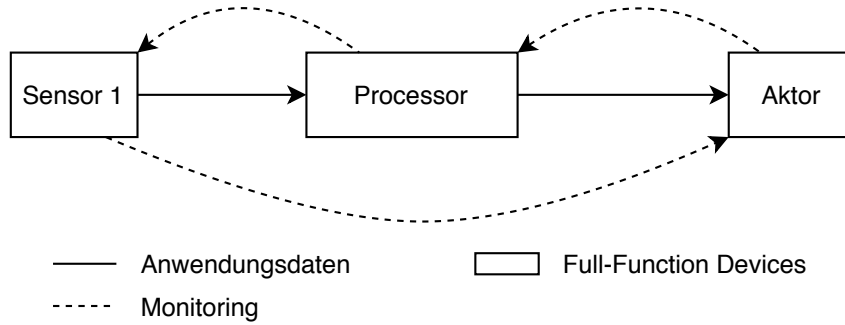 Sensor 1
Processor
Aktor
Anwendungsdaten
Full-Function Devices
Monitoring